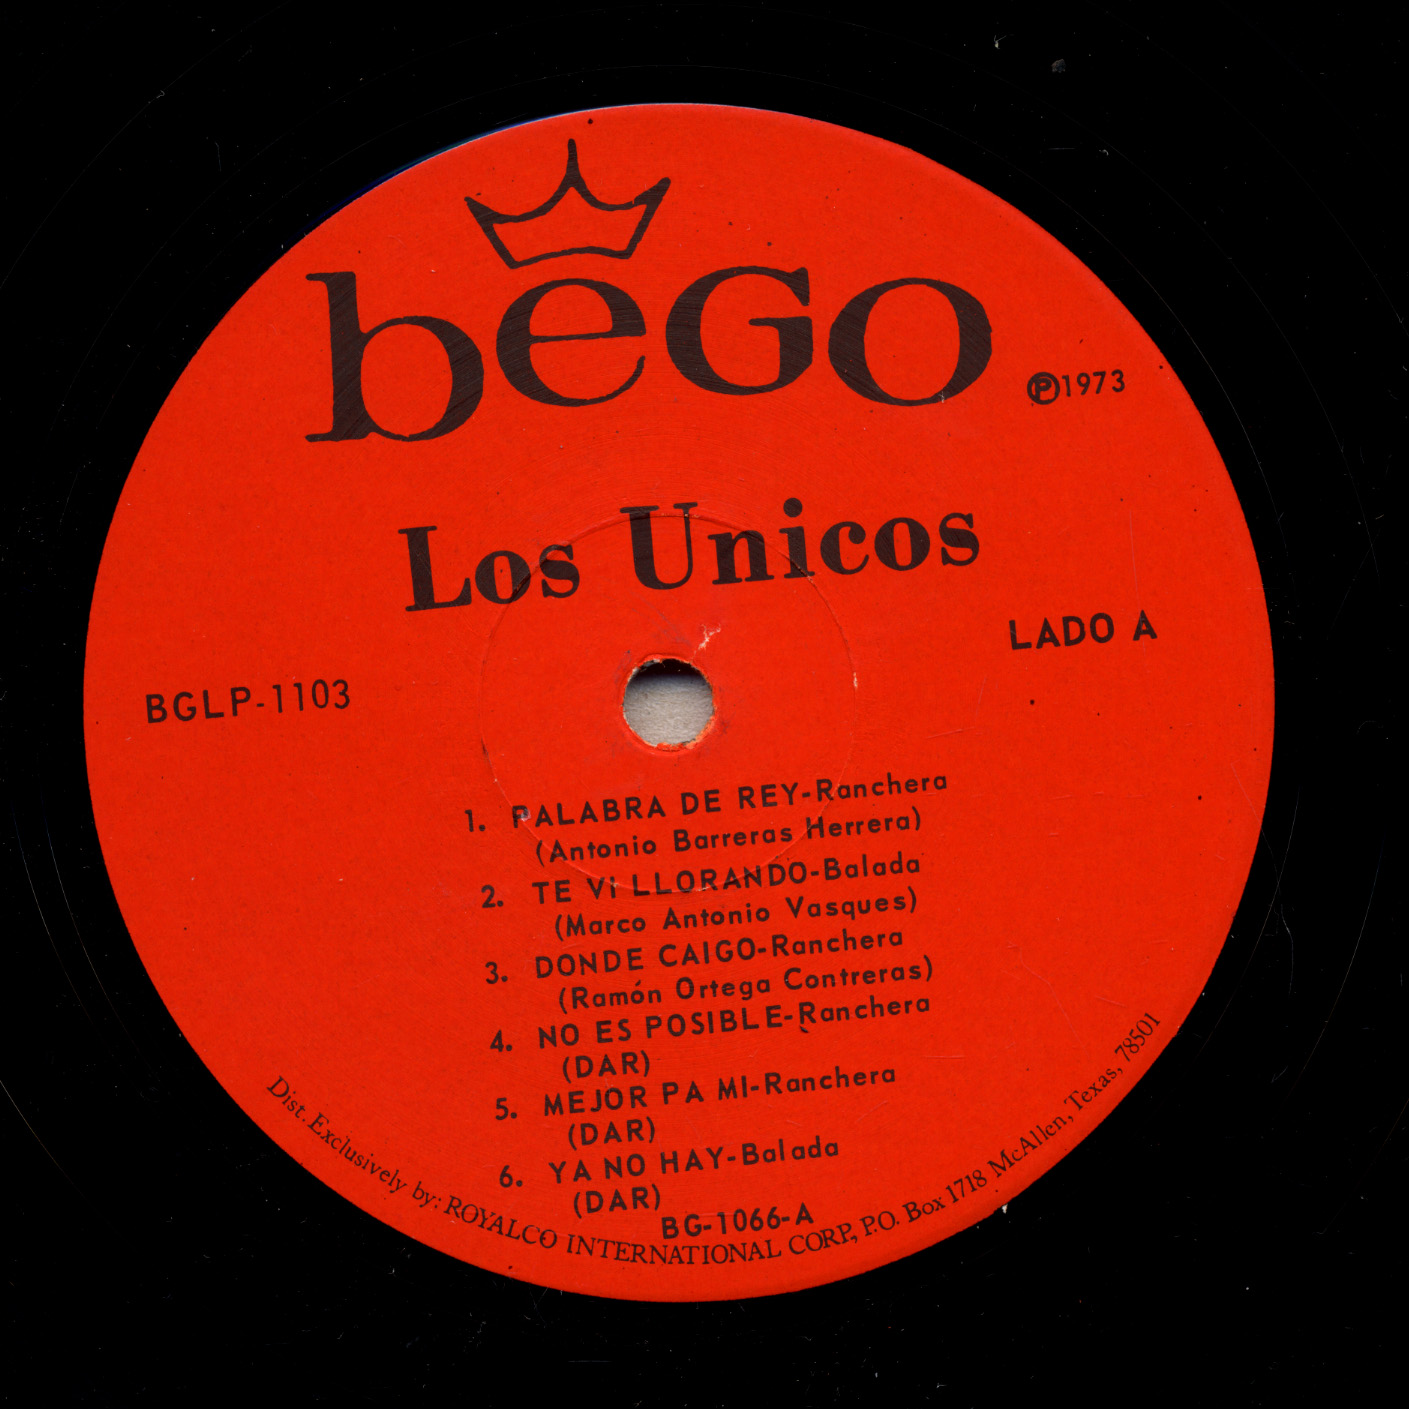 beGO
℗1973
Los Unicos
LADO A
BGLP-1103
1. PALABRA DE REY-Ranchera
(Antonio Barreras Herrera)
2. TE VI LLORANDO-Balada
(Marco Antonio Vasques)
3. DONDE CAIGO-Ranchera
(Ramón Ortega Contreras)
4. NO ES POSIBLE-Ranchera
(DAR)
5. MEJOR PA MI-Ranchera
(DAR)
6. YA NO HAY-Balada
(DAR)
BG-1066-A
Dist. Exclusively by: ROYALCO INTERNATIONAL CORP., P.O. Box 1718 McAllen, Texas, 78501